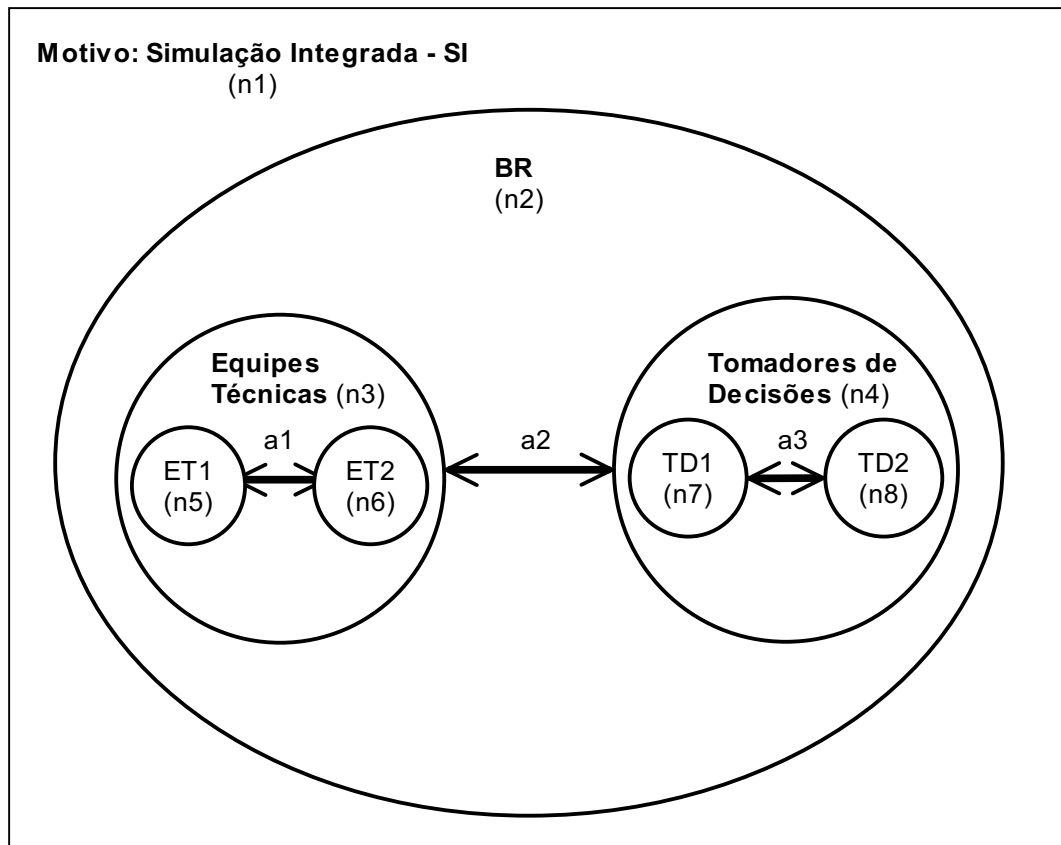 Motivo: Simulação Integrada - SI
(n1)
BR
(n2)
Equipes
Técnicas (n3)
a1
ET1
(n5)
ET2
(n6)
a2
Tomadores de
Decisões (n4)
a3
TD1
(n7)
TD2
(n8)